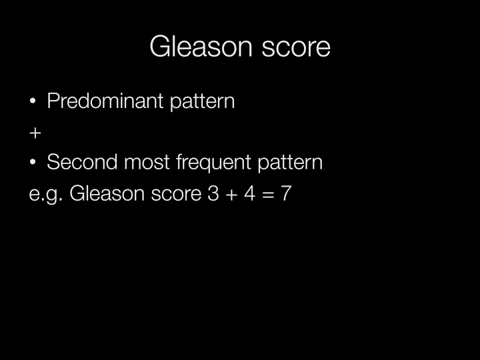 Gleason score
• Predominant pattern
+
• Second most frequent pattern
e.g. Gleason score 3 + 4 = 7